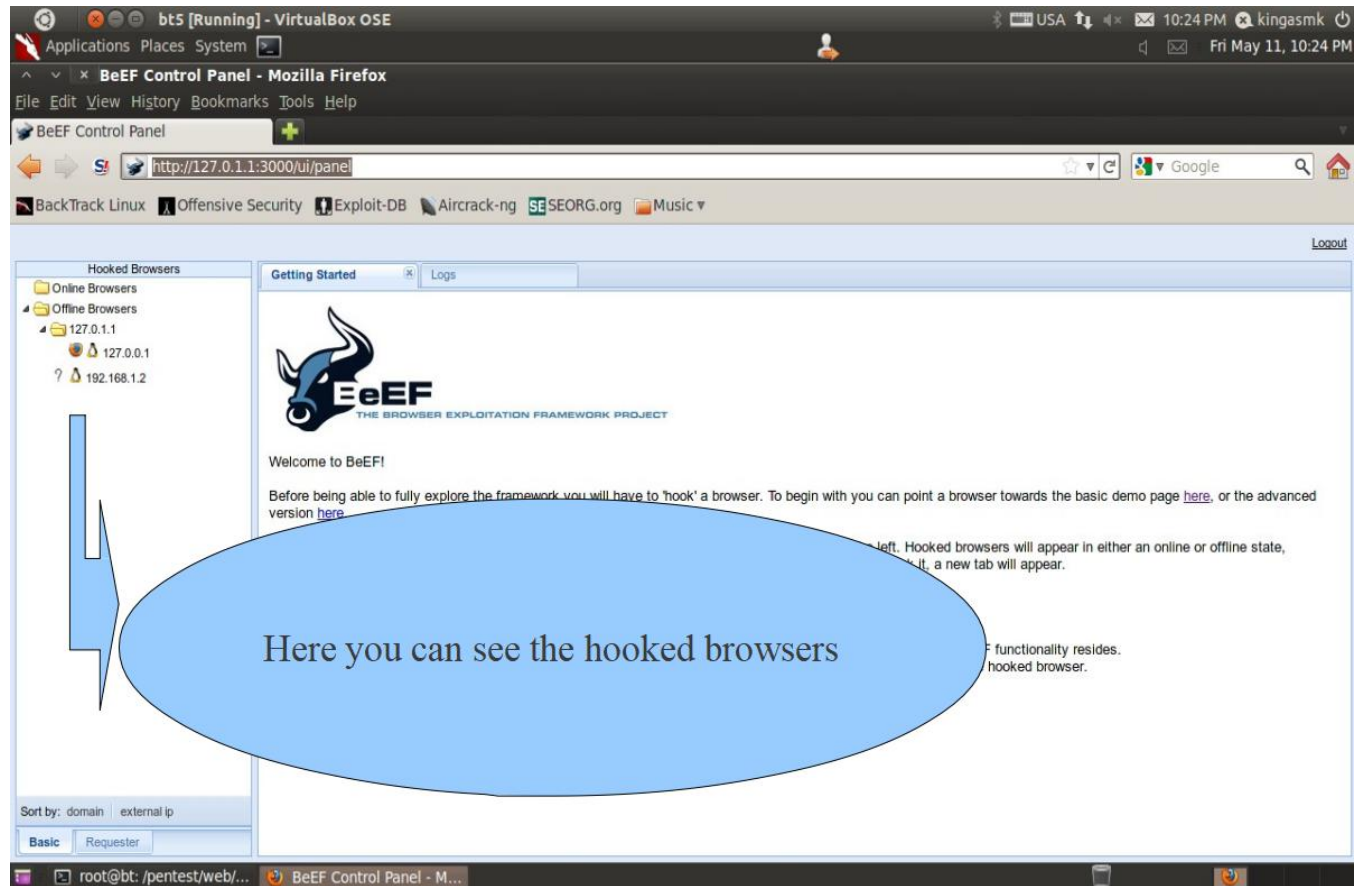 bt5 [Running] - VirtualBox OSE
USA 10:24 PM kingasmk
Applications Places System
Fri May 11, 10:24 PM
BeEF Control Panel - Mozilla Firefox
File Edit View History Bookmarks Tools Help
BeEF Control Panel
http://127.0.1.1:3000/ui/panel
Google
BackTrack Linux Offensive Security Exploit-DB Aircrack-ng SEORG.org Music
Logout
Hooked Browsers
Online Browsers
Offline Browsers
127.0.1.1
127.0.0.1
192.168.1.2
Getting Started
Logs
BeEF
THE BROWSER EXPLOITATION FRAMEWORK PROJECT
Welcome to BeEF!
Before being able to fully explore the framework you will have to 'hook' a browser. To begin with you can point a browser towards the basic demo page here, or the advanced
version here.
left. Hooked browsers will appear in either an online or offline state,
it, a new tab will appear.
functionality resides.
hooked browser.
Here you can see the hooked browsers
Sort by: domain external ip
Basic Requester
root@bt: /pentest/web/...
BeEF Control Panel - M...